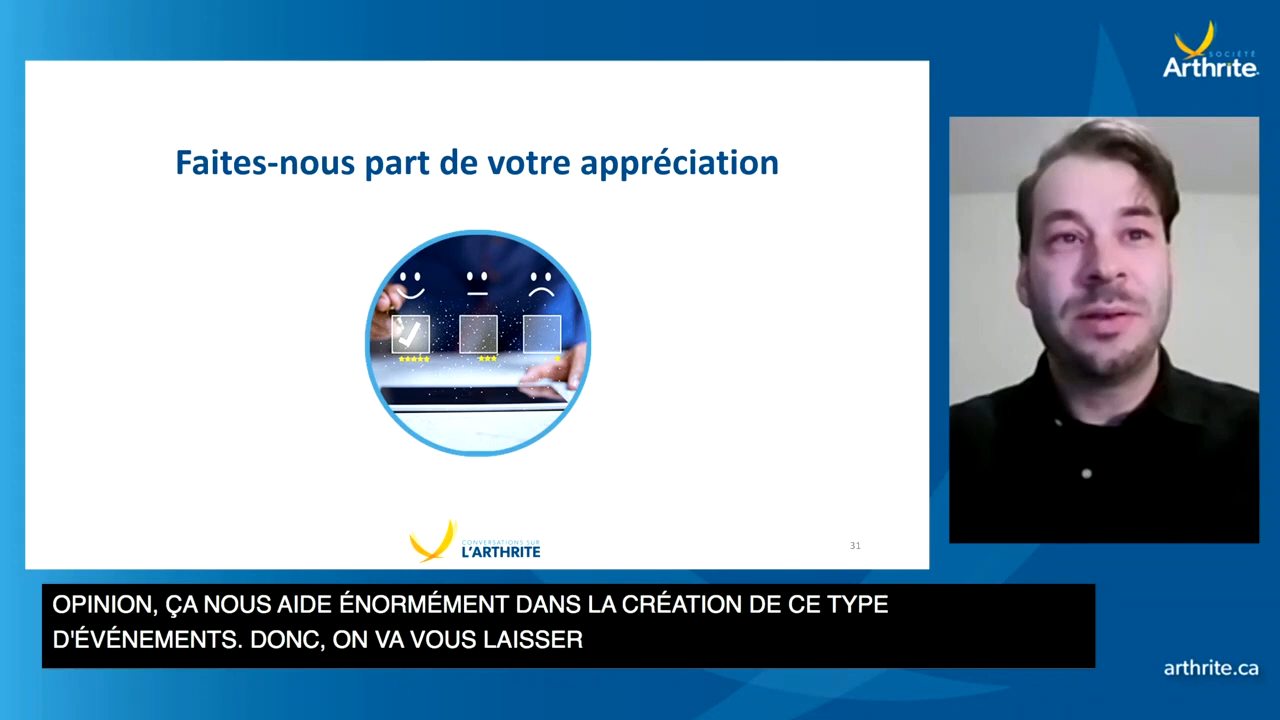 SOCIÉTÉ
Arthrite
Faites-nous part de votre appréciation
CONVERSATIONS SUR
L'ARTHRITE
31
OPINION, ÇA NOUS AIDE ÉNORMÉMENT DANS LA CRÉATION DE CE TYPE
D'ÉVÉNEMENTS. DONC, ON VA VOUS LAISSER
arthrite.ca